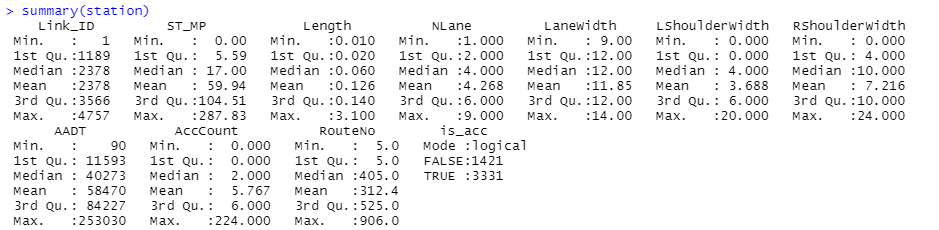 > summary(station)
Link_ID ST_MP Length NLane LaneWidth LShoulderWidth RShoulderWidth
Min. : 1 Min. : 0.00 Min. :0.010 Min. :1.000 Min. : 9.00 Min. : 0.000 Min. : 0.000
1st Qu.:1189 1st Qu.: 5.59 1st Qu.:0.020 1st Qu.:2.000 1st Qu.:12.00 1st Qu.: 0.000 1st Qu.: 4.000
Median :2378 Median : 17.00 Median :0.060 Median :4.000 Median :12.00 Median : 4.000 Median :10.000
Mean :2378 Mean : 59.94 Mean :0.126 Mean :4.268 Mean :11.85 Mean : 3.688 Mean : 7.216
3rd Qu.:3566 3rd Qu.:104.51 3rd Qu.:0.140 3rd Qu.:6.000 3rd Qu.:12.00 3rd Qu.: 6.000 3rd Qu.:10.000
Max. :4757 Max. :287.83 Max. :3.100 Max. :9.000 Max. :14.00 Max. :20.000 Max. :24.000
AADT AccCount RouteNo is_acc
Min. : 90 Min. : 0.000 Min. : 5.0 Mode :logical
1st Qu.: 11593 1st Qu.: 0.000 1st Qu.: 5.0 FALSE:1421
Median : 40273 Median : 2.000 Median :405.0 TRUE :3331
Mean : 58470 Mean : 5.767 Mean :312.4
3rd Qu.: 84227 3rd Qu.: 6.000 3rd Qu.:525.0
Max. :253030 Max. :224.000 Max. :906.0